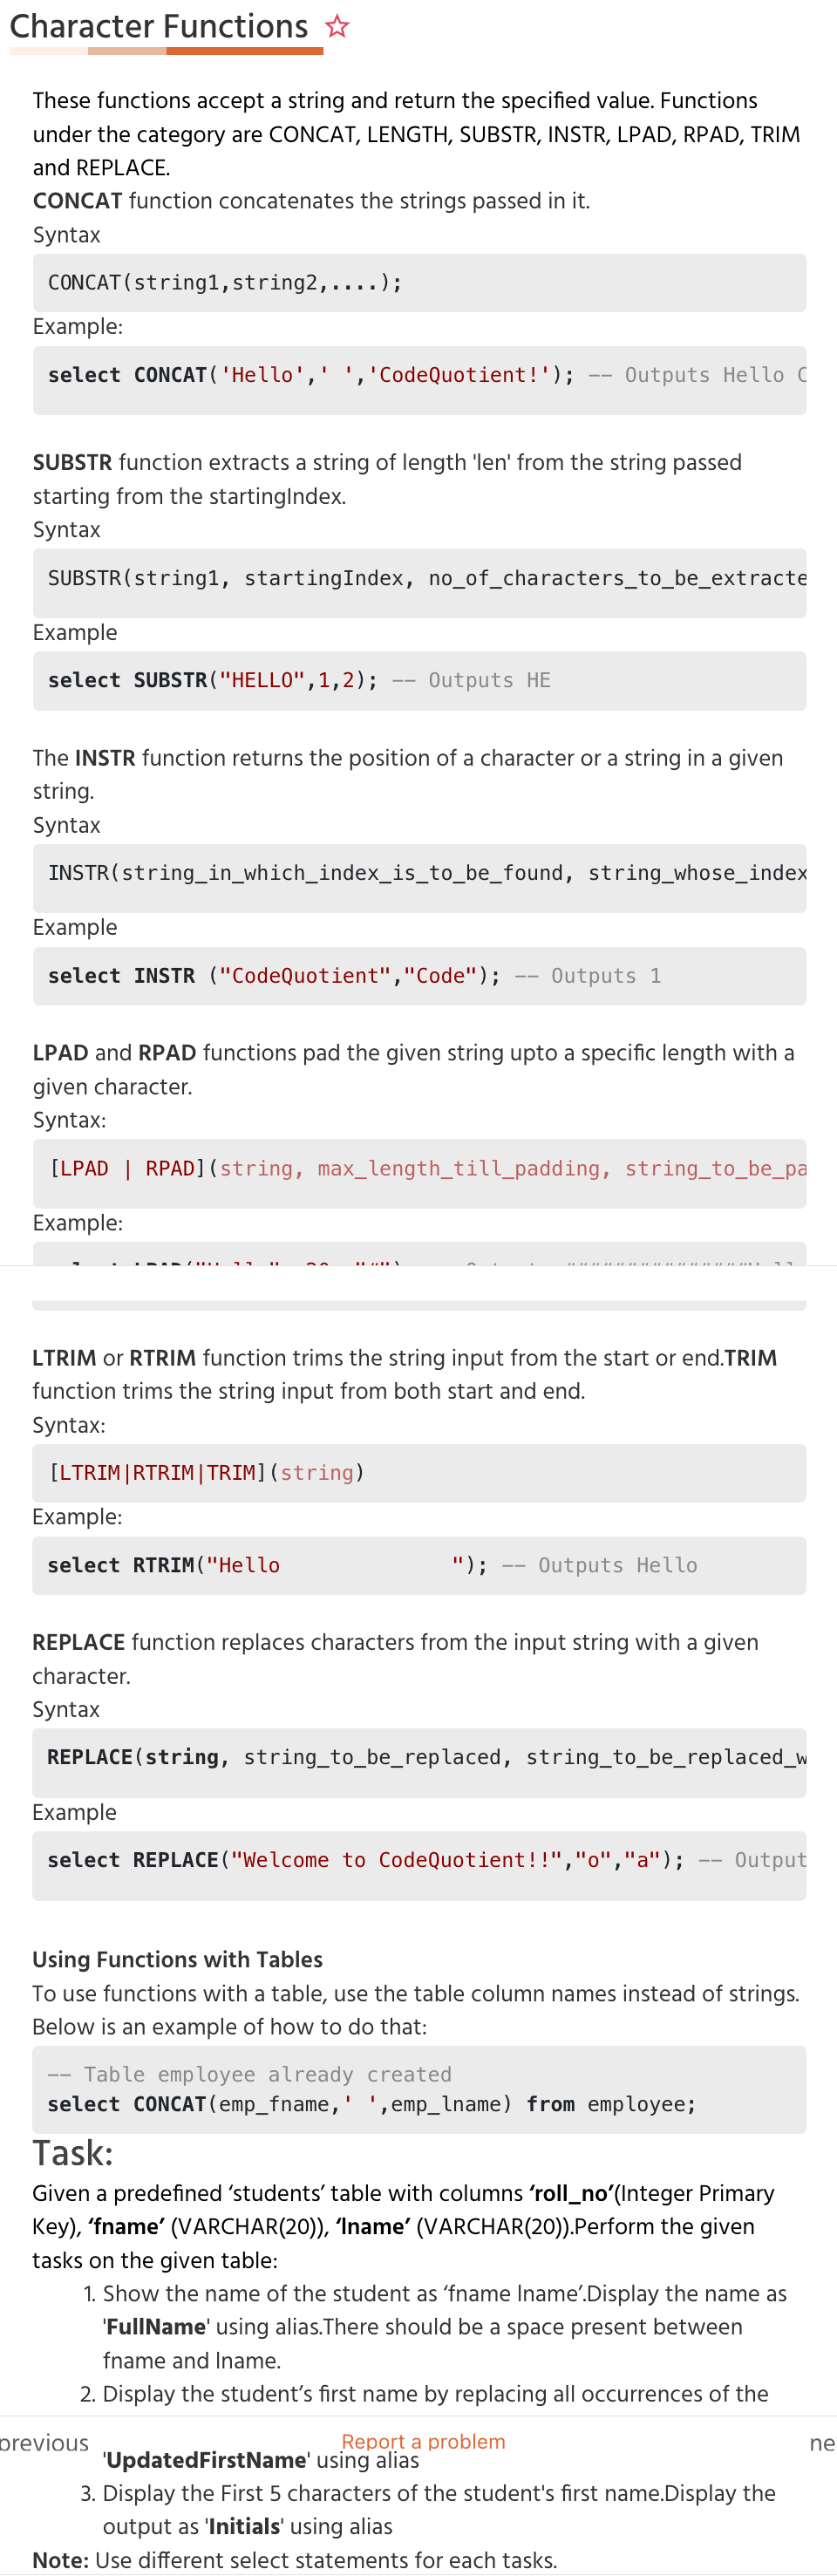 Character Functions
These functions accept a string and return the specified value. Functions
under the category are CONCAT, LENGTH, SUBSTR, INSTR, LPAD, RPAD, TRIM
and REPLACE.
CONCAT function concatenates the strings passed in it.
Syntax
CONCAT(string1,string2,....);
Example:
select CONCAT('Hello',' ','CodeQuotient!'); -- Outputs Hello C
SUBSTR function extracts a string of length 'len' from the string passed
starting from the startingIndex.
Syntax
SUBSTR(string1, startingIndex, no_of_characters_to_be_extracte
Example
select SUBSTR("HELLO",1,2); -- Outputs HE
The INSTR function returns the position of a character or a string in a given
string.
Syntax
INSTR(string_in_which_index_is_to_be_found, string_whose_index
Example
select INSTR ("CodeQuotient","Code"); -- Outputs 1
LPAD and RPAD functions pad the given string upto a specific length with a
given character.
Syntax:
[LPAD | RPAD](string, max_length_till_padding, string_to_be_pa
Example:
LTRIM or RTRIM function trims the string input from the start or end.TRIM
function trims the string input from both start and end.
Syntax:
[LTRIM|RTRIM|TRIM](string)
Example:
select RTRIM("Hello              "); -- Outputs Hello
REPLACE function replaces characters from the input string with a given
character.
Syntax
REPLACE(string, string_to_be_replaced, string_to_be_replaced_w
Example
select REPLACE("Welcome to CodeQuotient!!","o","a"); -- Output
Using Functions with Tables
To use functions with a table, use the table column names instead of strings.
Below is an example of how to do that:
-- Table employee already created
select CONCAT(emp_fname,' ',emp_lname) from employee;
Task:
Given a predefined ‘students’ table with columns ‘roll_no’(Integer Primary
Key), ‘fname’ (VARCHAR(20)), ‘lname’ (VARCHAR(20)).Perform the given
tasks on the given table:
1. Show the name of the student as ‘fname lname’.Display the name as
'FullName' using alias.There should be a space present between
fname and lname.
2. Display the student’s first name by replacing all occurrences of the
previous Report a problem ne
'UpdatedFirstName' using alias
3. Display the First 5 characters of the student's first name.Display the
output as 'Initials' using alias
Note: Use different select statements for each tasks.